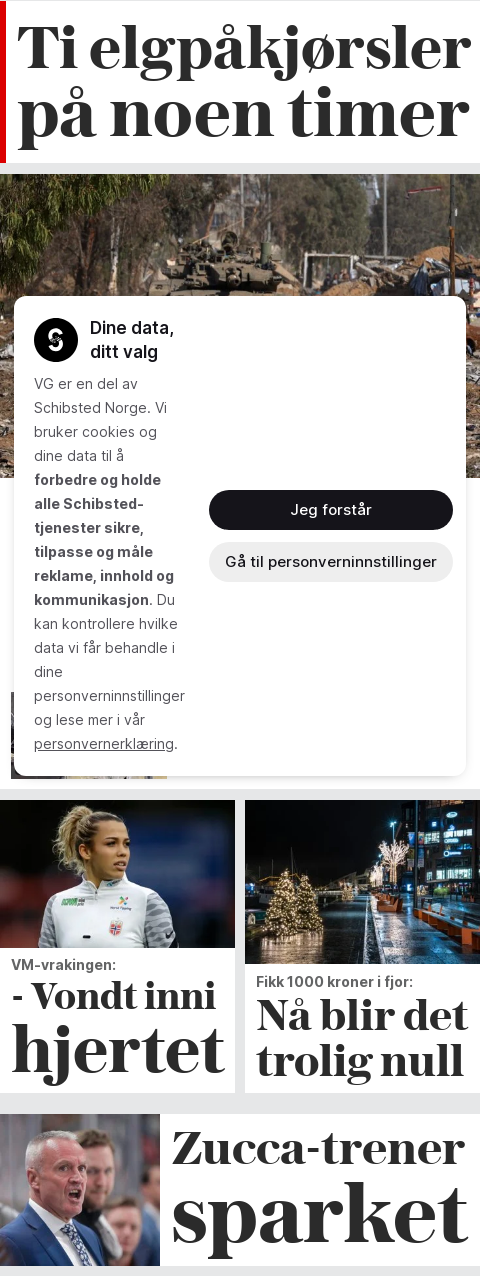 Ti elgpåkjørsler
på noen timer
Dine data,
ditt valg
VG er en del av
Schibsted Norge. Vi
bruker cookies og
dine data til å
forbedre og holde
alle Schibsted-
tjenester sikre,
tilpasse og måle
reklame, innhold og
kommunikasjon. Du
kan kontrollere hvilke
data vi får behandle i
dine
personverninnstillinger
og lese mer i vår
personvernerklæring.
Jeg forstår
Gå til personverninnstillinger
VM-vrakingen:
- Vondt inni
hjertet
Fikk 1000 kroner i fjor:
Nå blir det
trolig null
Zucca-trener
sparket